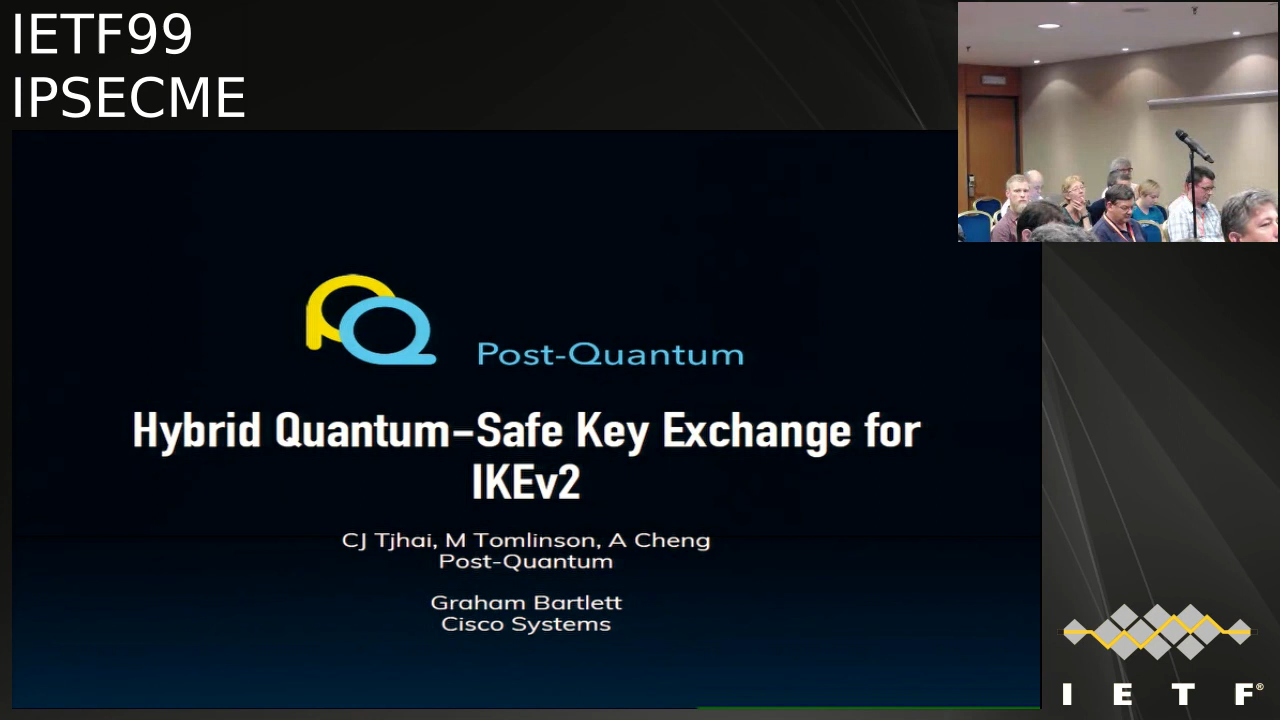 IETF99
IPSECME
PQ Post-Quantum
Hybrid Quantum-Safe Key Exchange for
IKEv2
CJ Tjhai, M Tomlinson, A Cheng
Post-Quantum
Graham Bartlett
Cisco Systems
I E T F®